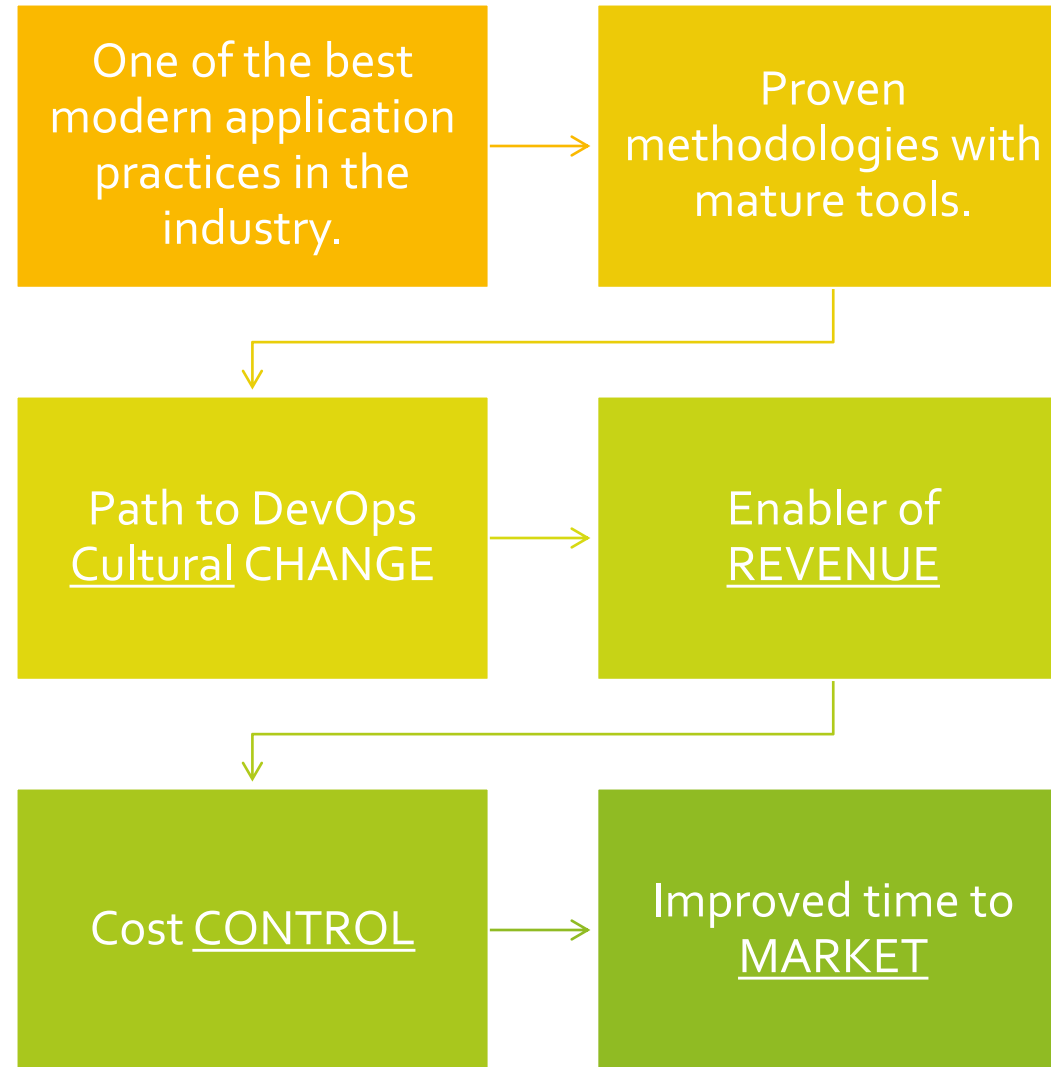 One of the best
modern application
practices in the
industry.
Proven
methodologies with
mature tools.
Path to DevOps
Cultural CHANGE
Enabler of
REVENUE
Cost CONTROL
Improved time to
MARKET